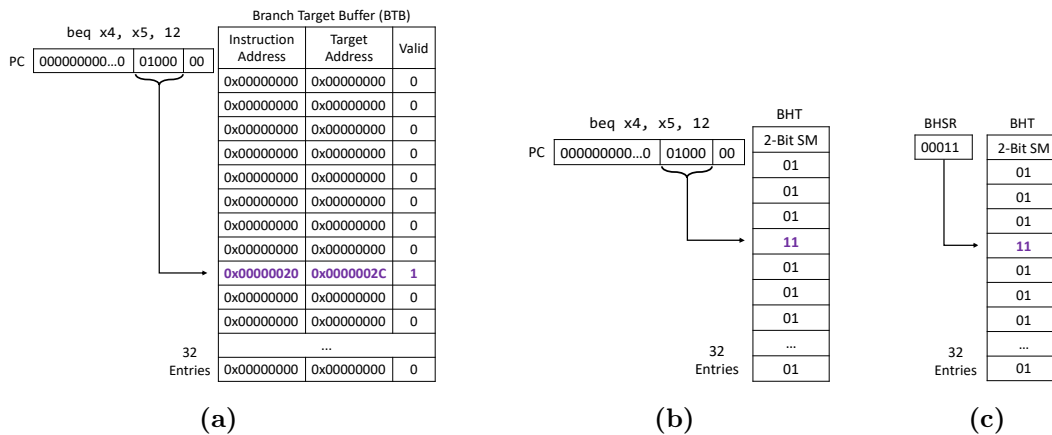 Branch Target Buffer (BTB)
beq x4, x5, 12
Instruction Address Target Address Valid
PC 000000000...0 01000 00
0x00000000 0x00000000 0
0x00000000 0x00000000 0
0x00000000 0x00000000 0
0x00000000 0x00000000 0
0x00000000 0x00000000 0
0x00000000 0x00000000 0
0x00000000 0x00000000 0
0x00000000 0x00000000 0
0x00000020 0x0000002C 1
0x00000000 0x00000000 0
0x00000000 0x00000000 0
...
32 Entries
0x00000000 0x00000000 0
(a)
beq x4, x5, 12
BHT
PC 000000000...0 01000 00
2-Bit SM
01
01
01
11
01
01
01
...
32 Entries
01
(b)
BHSR
BHT
00011
2-Bit SM
01
01
01
11
01
01
01
...
32 Entries
01
(c)